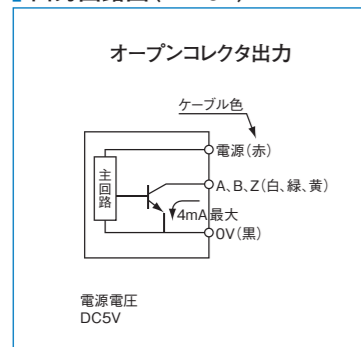 オープンコレクタ出力
ケーブル色
電源(赤)
主回路
A、B、Z(白、緑、黄)
4mA最大
0V(黒)
電源電圧
DC5V